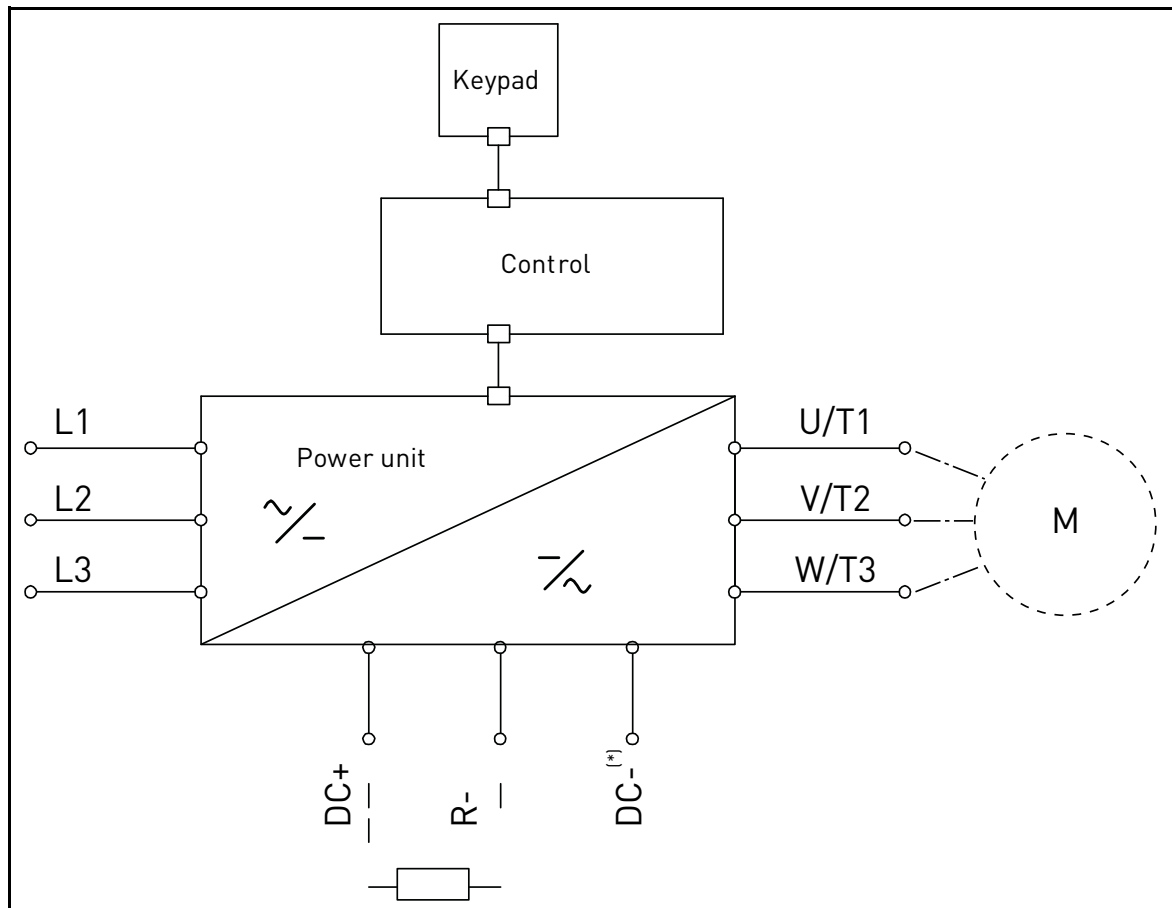 Keypad
Control
Power unit
L1
L2
L3
U/T1
V/T2
W/T3
M
DC+
R-
DC-(*)